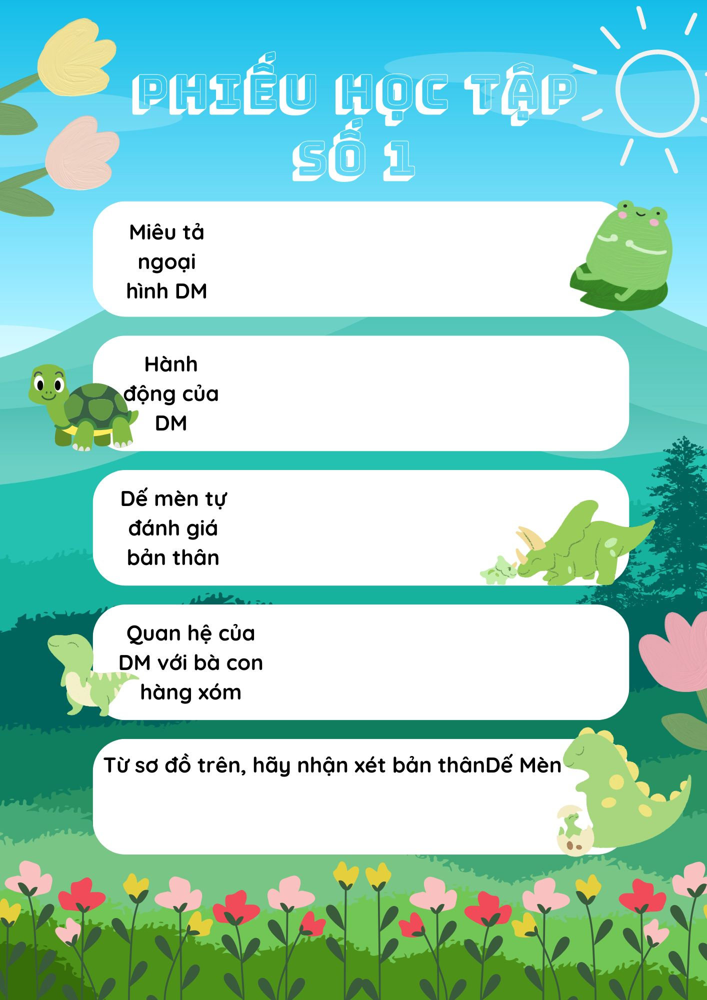 PHIẾU HỌC TẬP
SỐ 1
Miêu tả
ngoại
hình DM
Hành
động của
DM
Dế mèn tự
đánh giá
bản thân
Quan hệ của
DM với bà con
hàng xóm
Từ sơ đồ trên, hãy nhận xét bản thânDế Mèn